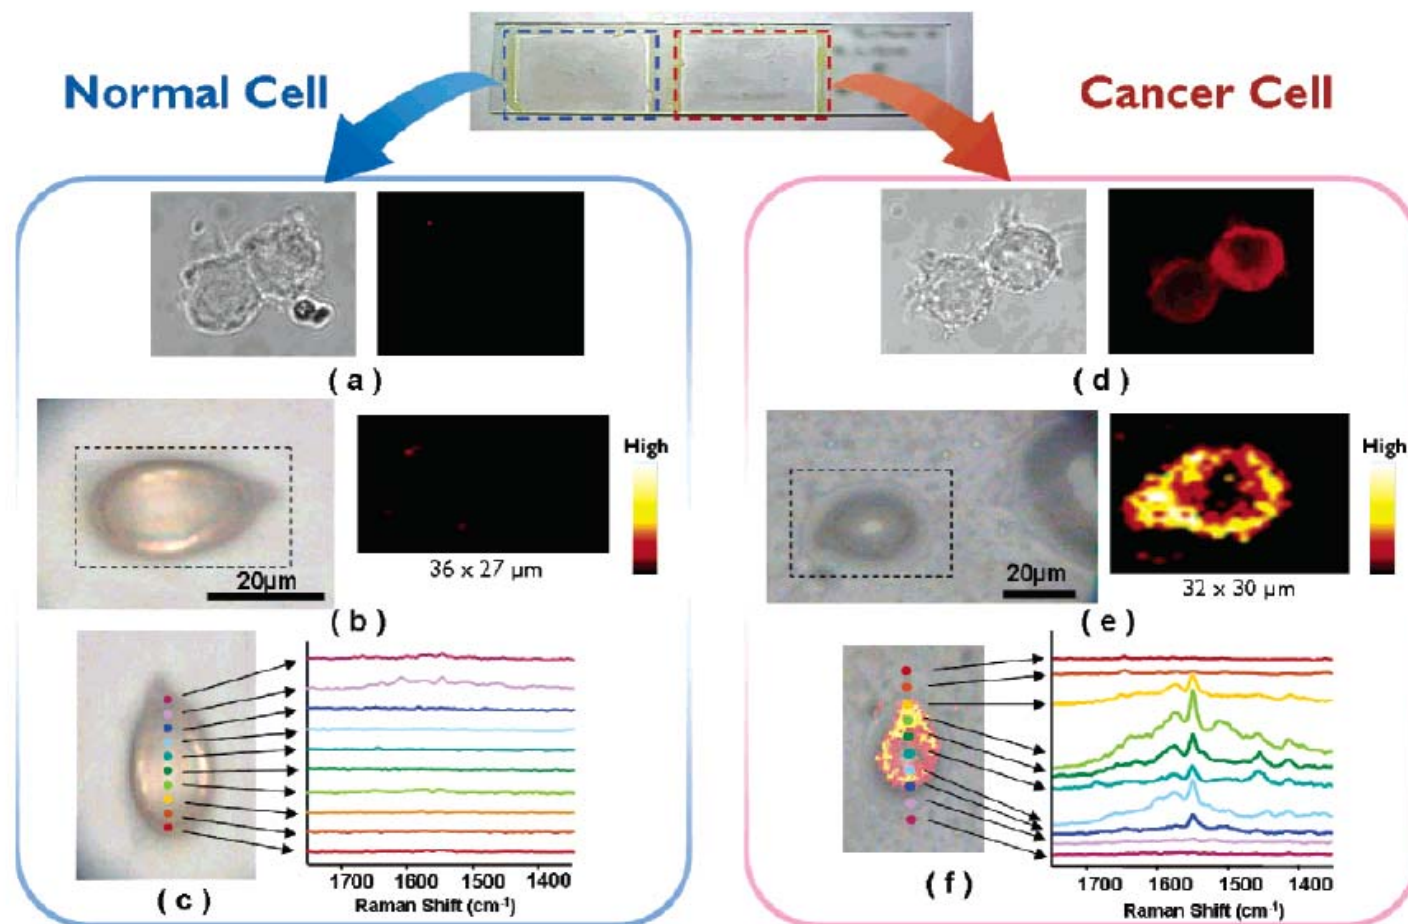 Normal Cell
Cancer Cell
( a )
( d )
High
20µm
36 x 27 µm
( b )
High
20µm
32 x 30 µm
( e )
1700 1600 1500 1400
Raman Shift (cm⁻¹)
( c )
1700 1600 1500 1400
Raman Shift (cm⁻¹)
( f )